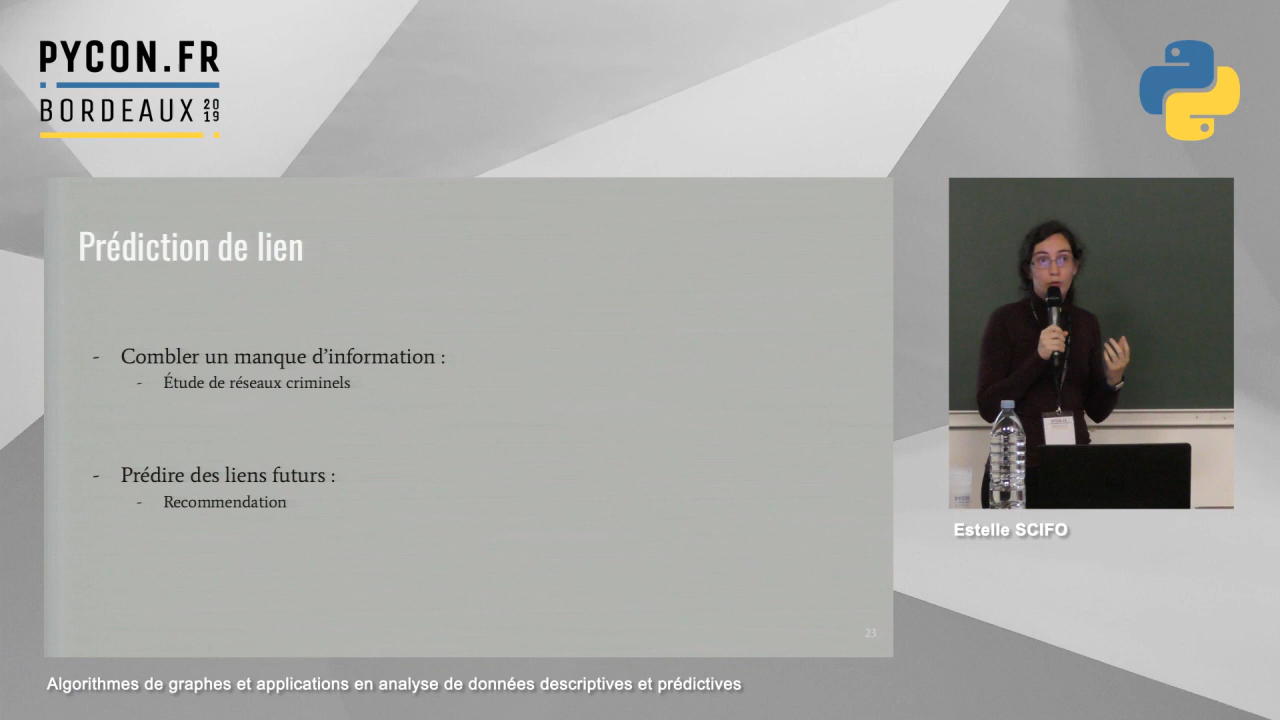 PYCON.FR
BORDEAUX 2019
Prédiction de lien
- Combler un manque d'information :
- Étude de réseaux criminels
- Prédire des liens futurs :
- Recommendation
23
Estelle SCIFO
Algorithmes de graphes et applications en analyse de données descriptives et prédictives